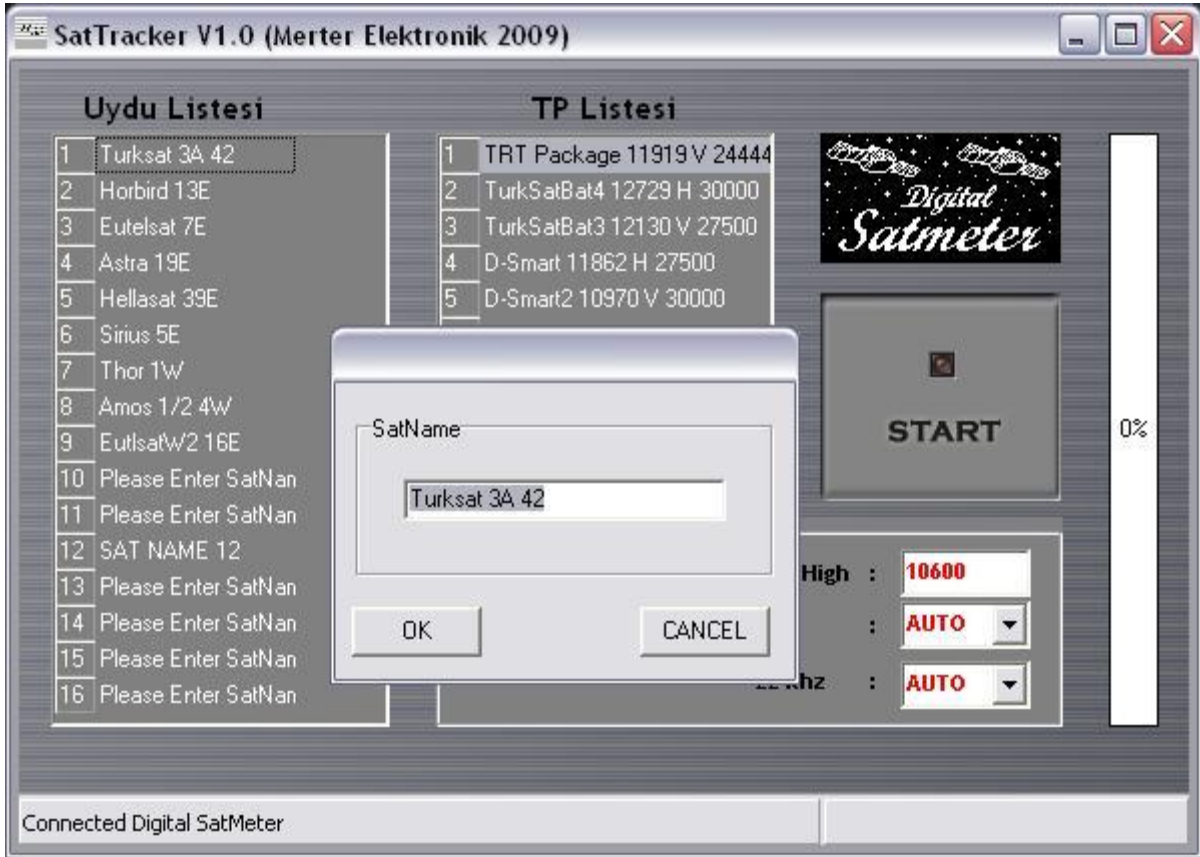 SatTracker V1.0 (Merter Elektronik 2009)
Uydu Listesi
1 Turksat 3A 42
2 Horbird 13E
3 Eutelsat 7E
4 Astra 19E
5 Hellasat 39E
6 Sirius 5E
7 Thor 1W
8 Amos 1/2 4W
9 EutlsatW2 16E
10 Please Enter SatNan
11 Please Enter SatNan
12 SAT NAME 12
13 Please Enter SatNan
14 Please Enter SatNan
15 Please Enter SatNan
16 Please Enter SatNan
TP Listesi
1 TRT Package 11919 V 24444
2 TurkSatBat4 12729 H 30000
3 TurkSatBat3 12130 V 27500
4 D-Smart 11862 H 27500
5 D-Smart2 10970 V 30000
Digital
Satmeter
START
0%
SatName
Turksat 3A 42
OK CANCEL
High : 10600
: AUTO
22 Khz : AUTO
Connected Digital SatMeter